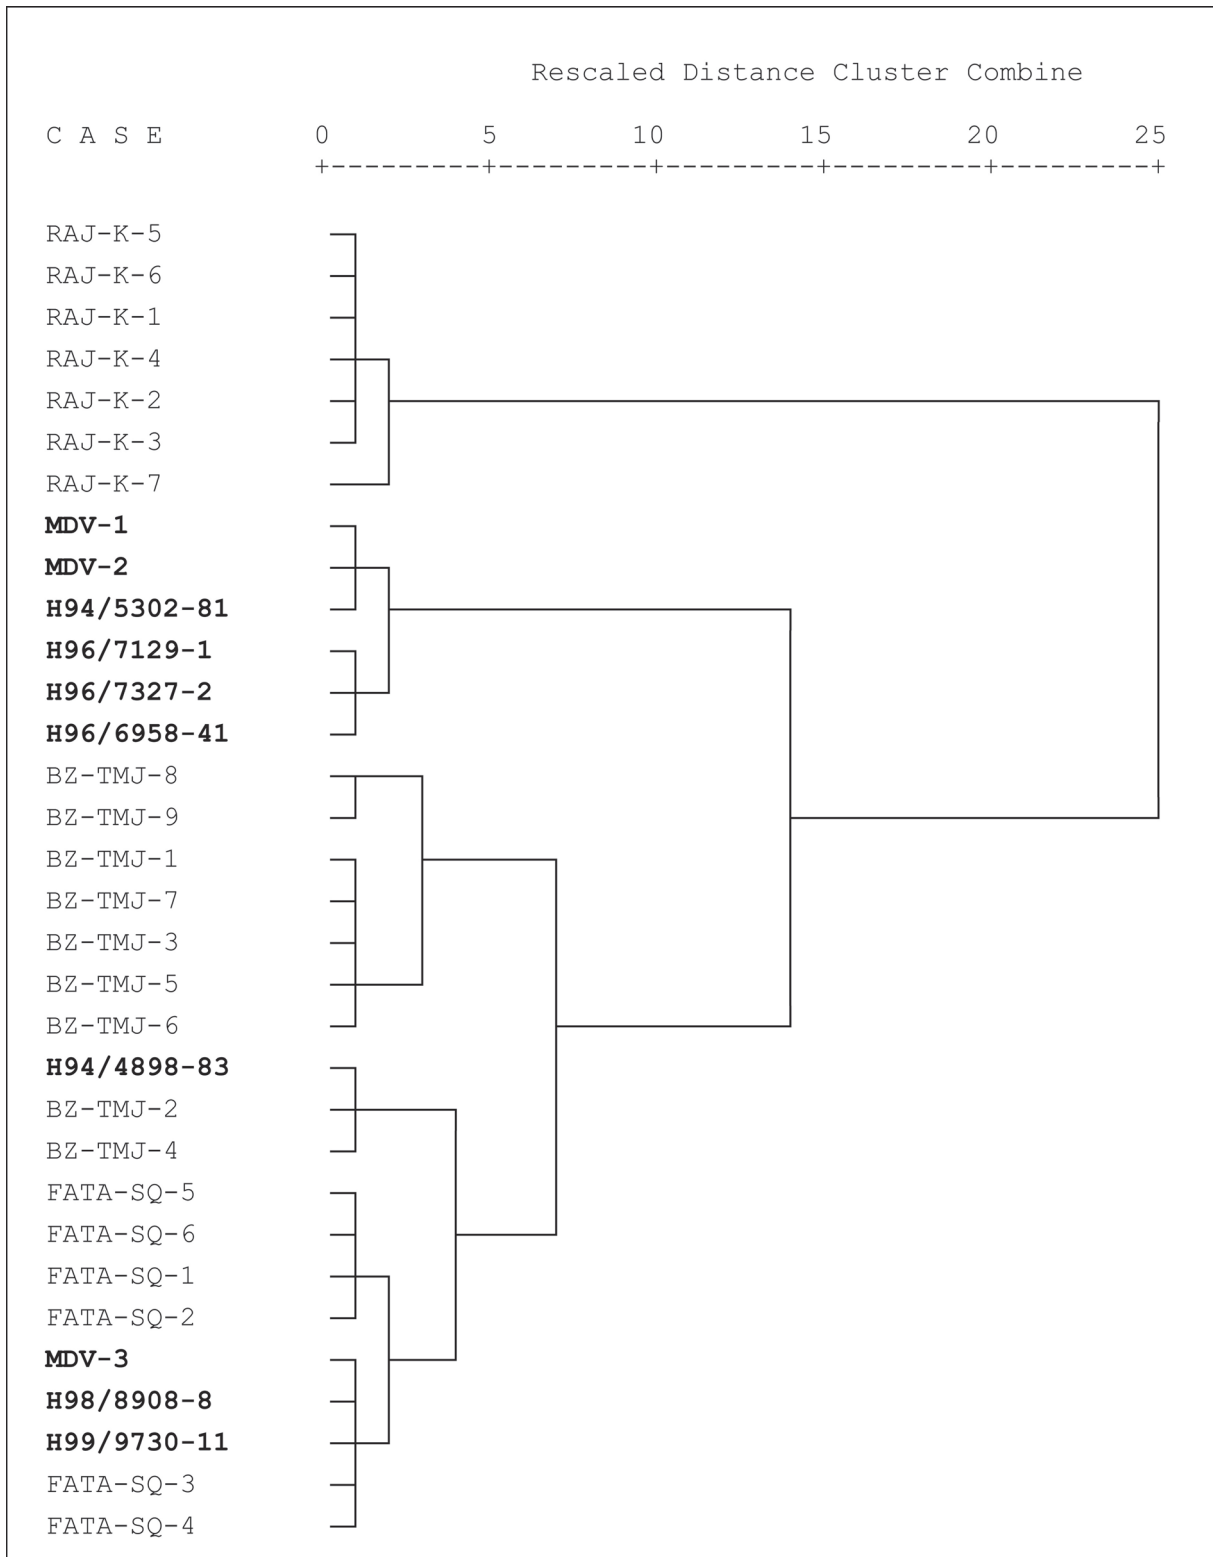 Rescaled Distance Cluster Combine
C A S E 0 5 10 15 20 25
RAJ-K-5
RAJ-K-6
RAJ-K-1
RAJ-K-4
RAJ-K-2
RAJ-K-3
RAJ-K-7
MDV-1
MDV-2
H94/5302-81
H96/7129-1
H96/7327-2
H96/6958-41
BZ-TMJ-8
BZ-TMJ-9
BZ-TMJ-1
BZ-TMJ-7
BZ-TMJ-3
BZ-TMJ-5
BZ-TMJ-6
H94/4898-83
BZ-TMJ-2
BZ-TMJ-4
FATA-SQ-5
FATA-SQ-6
FATA-SQ-1
FATA-SQ-2
MDV-3
H98/8908-8
H99/9730-11
FATA-SQ-3
FATA-SQ-4